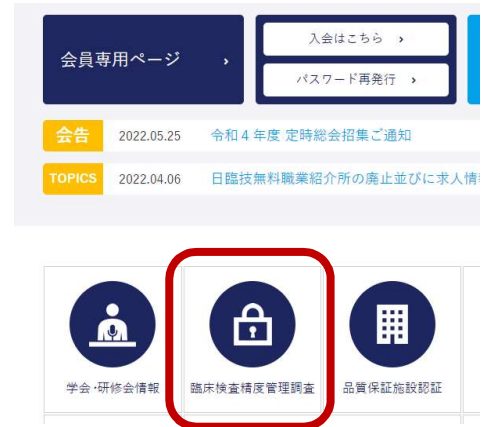 会員専用ページ
入会はこちら
パスワード再発行
会告 2022.05.25 令和4年度 定時総会招集ご通知
TOPICS 2022.04.06 日臨技無料職業紹介所の廃止並びに求人情
学会・研修会情報 臨床検査精度管理調査 品質保証施設認証